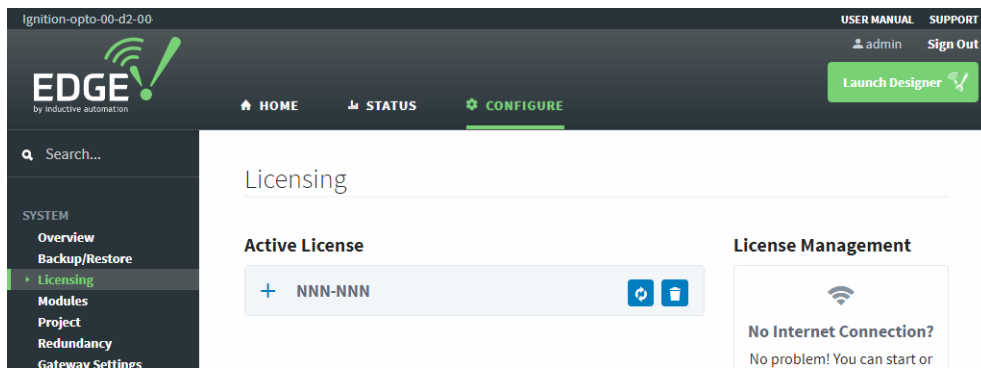 Ignition-opto-00-d2-00
USER MANUAL SUPPORT
admin Sign Out
EDGE
by inductive automation
Launch Designer
HOME STATUS CONFIGURE
Search...
Licensing
SYSTEM
Overview
Backup/Restore
Licensing
Modules
Project
Redundancy
Gateway Settings
Active License
NNN-NNN
License Management
No Internet Connection?
No problem! You can start or